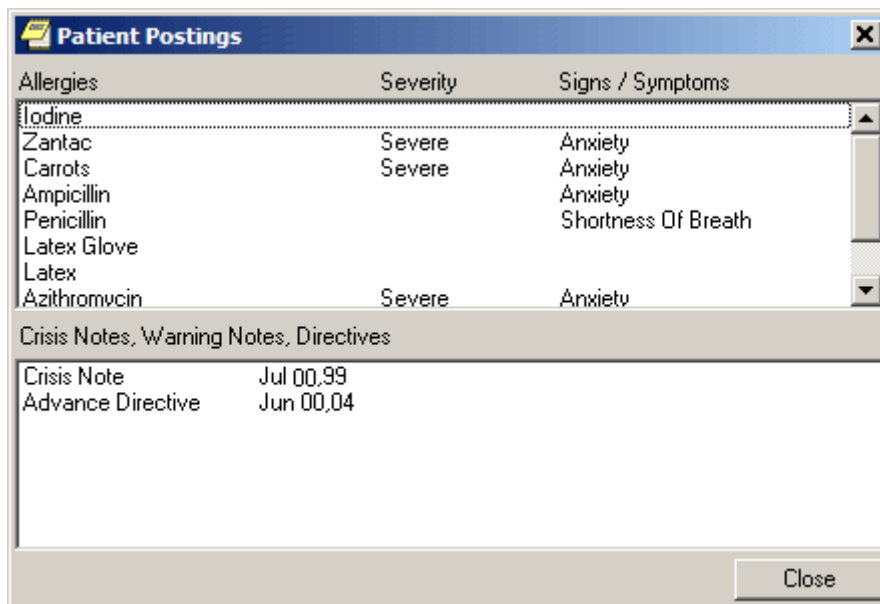 Patient Postings
Allergies Severity Signs / Symptoms
Iodine
Zantac Severe Anxiety
Carrots Severe Anxiety
Ampicillin Anxiety
Penicillin Shortness Of Breath
Latex Glove
Latex
Azithromycin Severe Anxiety
Crisis Notes, Warning Notes, Directives
Crisis Note Jul 00,99
Advance Directive Jun 00,04
Close